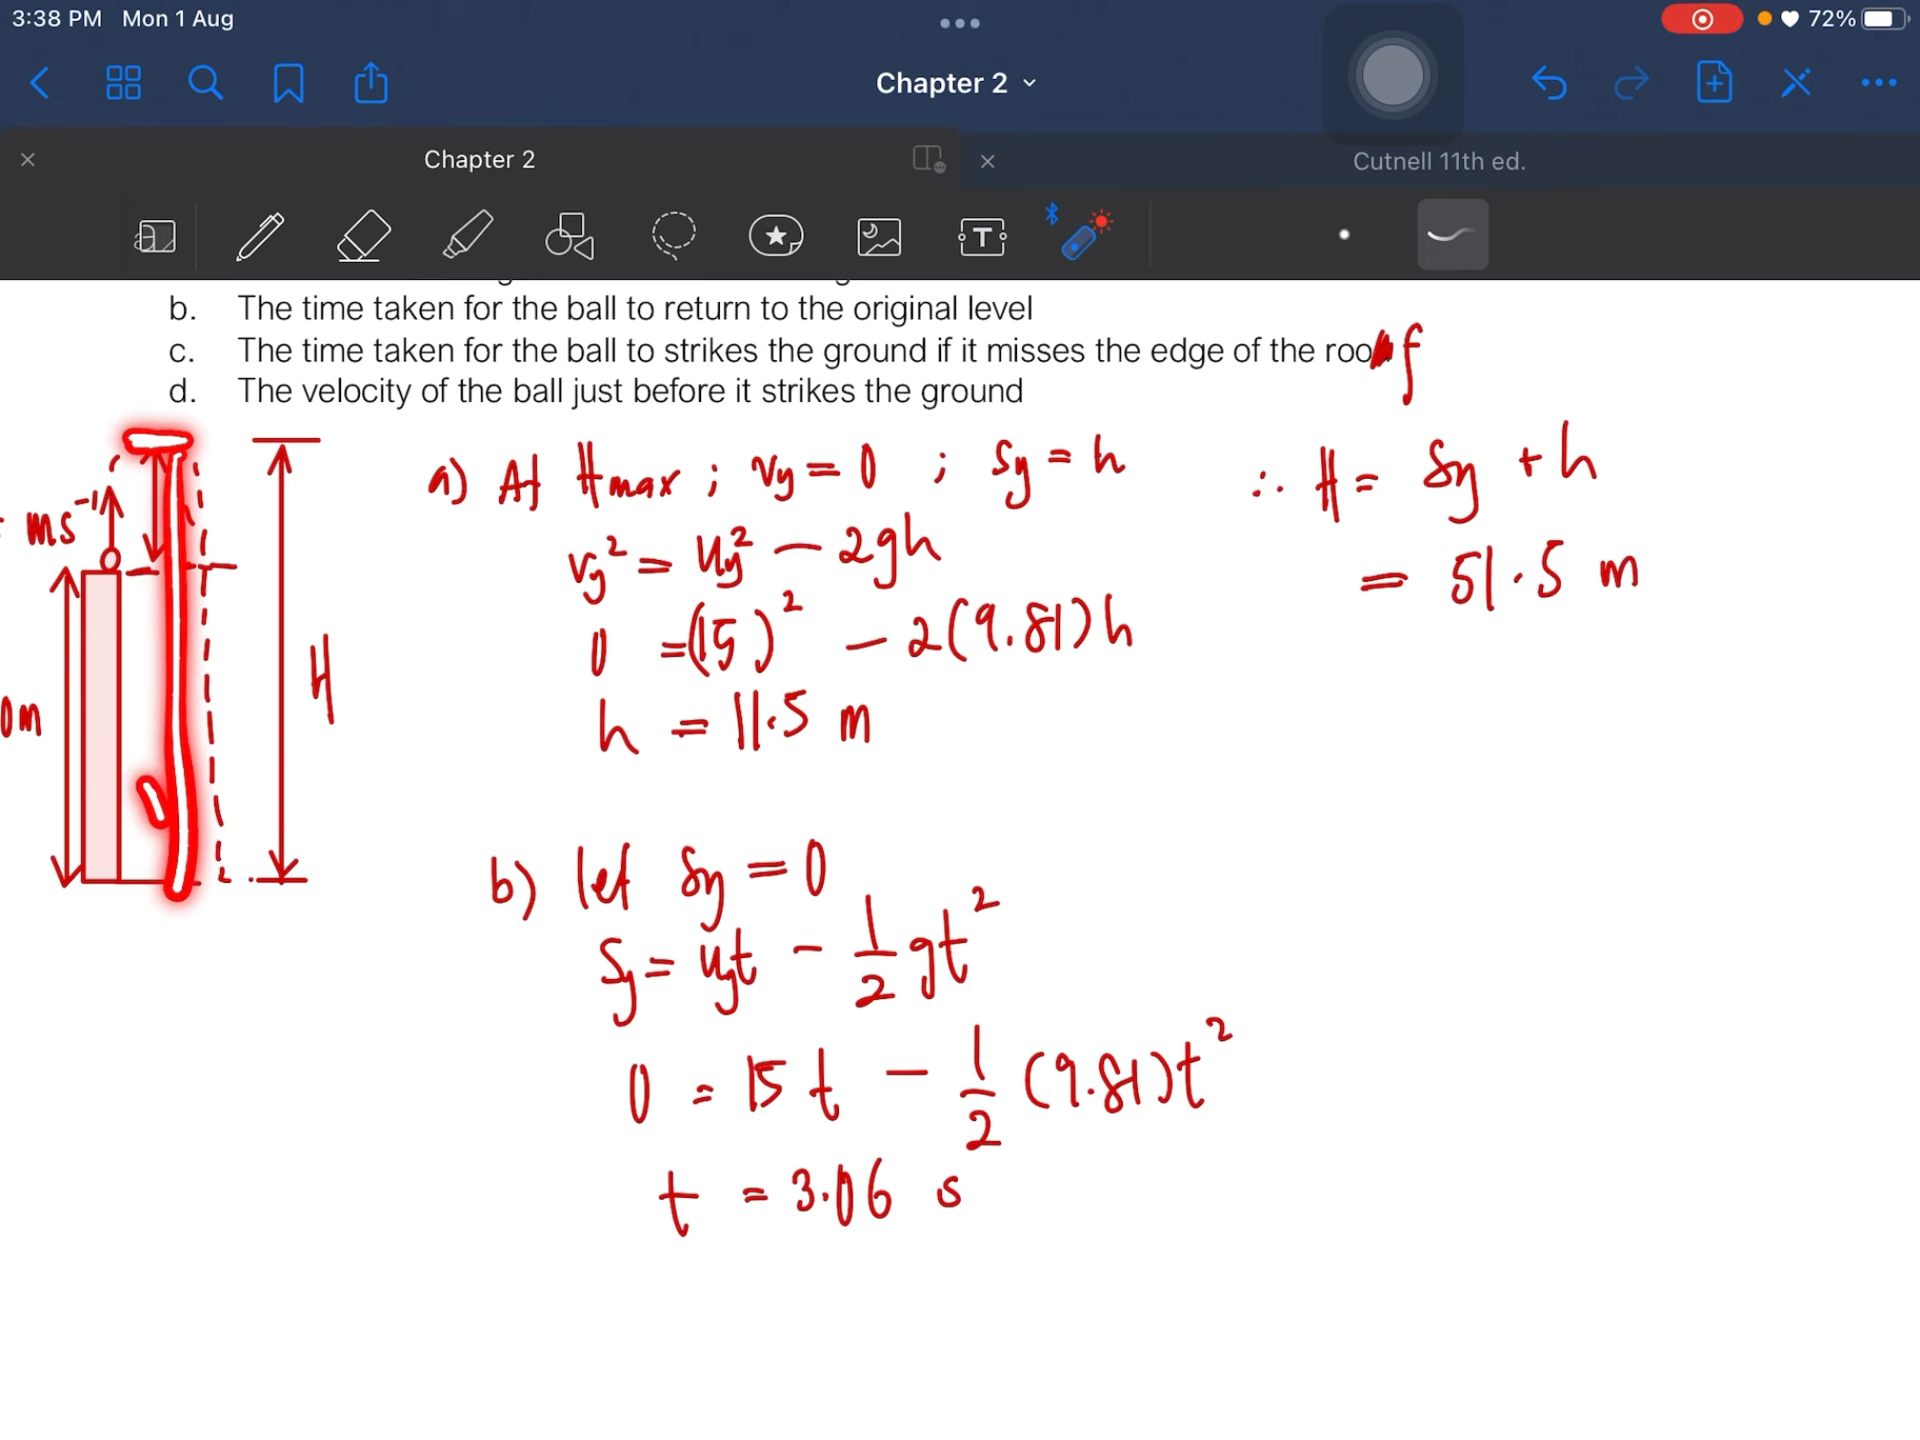 3:38 PM Mon 1 Aug
72%
Chapter 2
Chapter 2
Cutnell 11th ed.
b. The time taken for the ball to return to the original level
c. The time taken for the ball to strikes the ground if it misses the edge of the roof
d. The velocity of the ball just before it strikes the ground
ms⁻¹
0m
H
a) At Hmax ; vy = 0 ; Sy = h
vy² = uy² − 2gh
0 = (15)² − 2(9.81)h
h = 11.5 m
∴ H = Sy + h
= 51.5 m
b) let Sy = 0
Sy = uyt − 1/2 gt²
0 = 15t − 1/2 (9.81)t²
t = 3.06 s